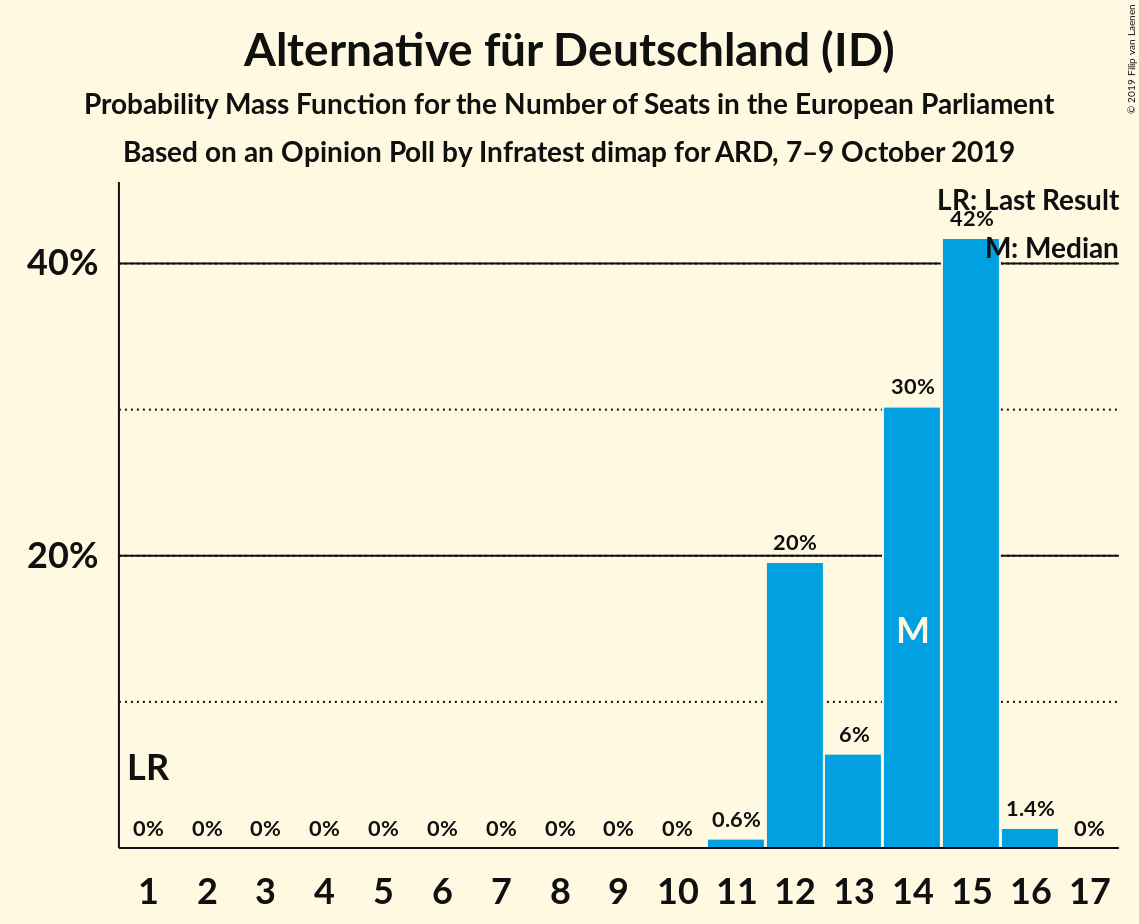 Alternative für Deutschland (ID)
Probability Mass Function for the Number of Seats in the European Parliament
Based on an Opinion Poll by Infratest dimap for ARD, 7–9 October 2019
© 2019 Filip van Laenen
LR: Last Result
M: Median
40%
20%
LR
M
0% 0% 0% 0% 0% 0% 0% 0% 0% 0% 0.6% 20% 6% 30% 42% 1.4% 0%
1 2 3 4 5 6 7 8 9 10 11 12 13 14 15 16 17